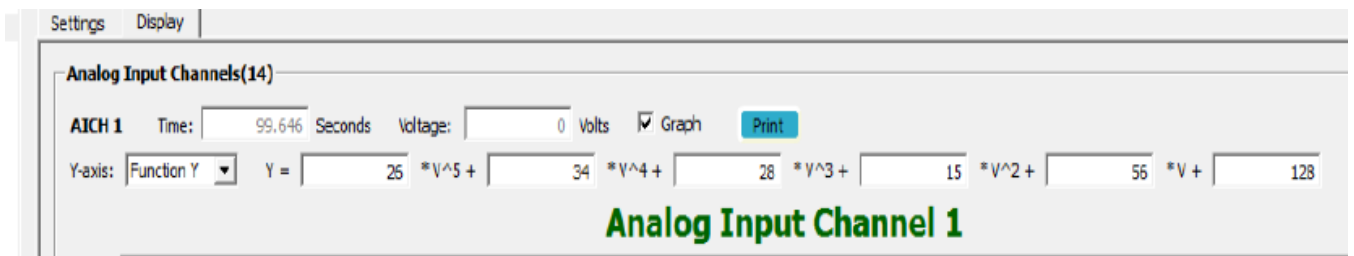 Settings Display
Analog Input Channels(14)
AICH 1 Time: 99.646 Seconds Voltage: 0 Volts Graph Print
Y-axis: Function Y Y = 26 *V^5 + 34 *V^4 + 28 *V^3 + 15 *V^2 + 56 *V + 128
Analog Input Channel 1